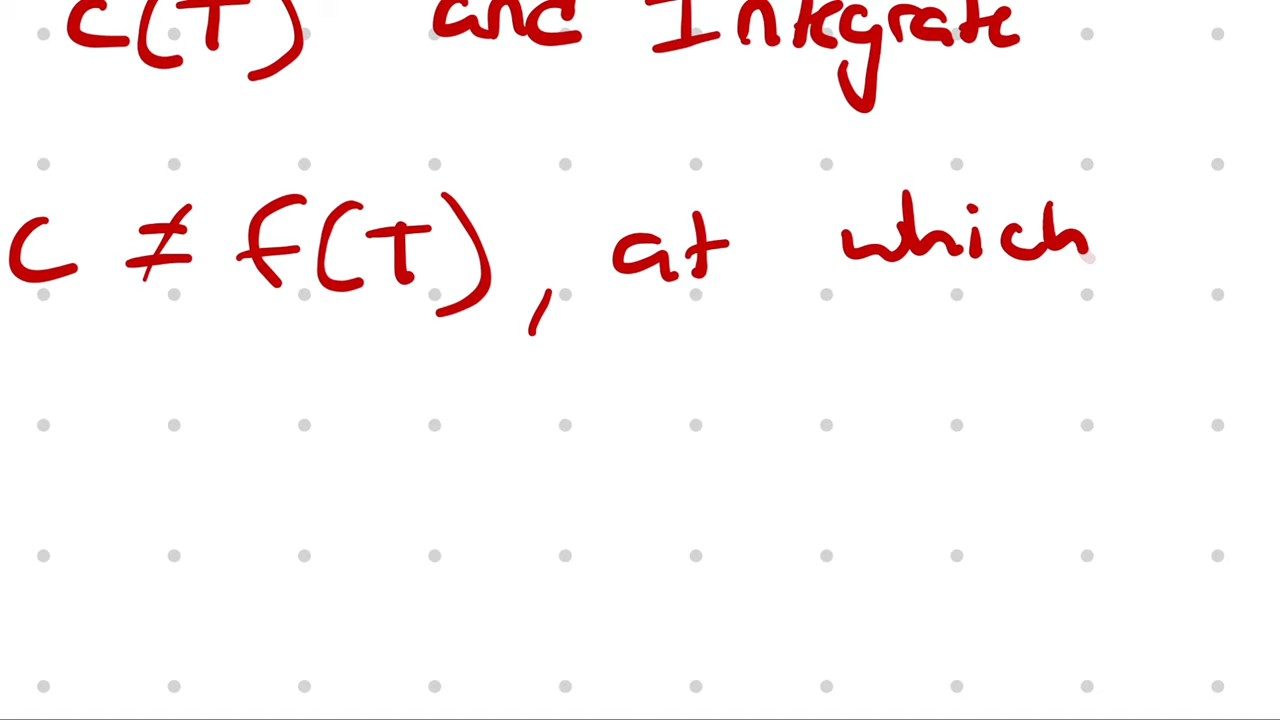 C(T) and Integrate
C ≠ f(T), at which